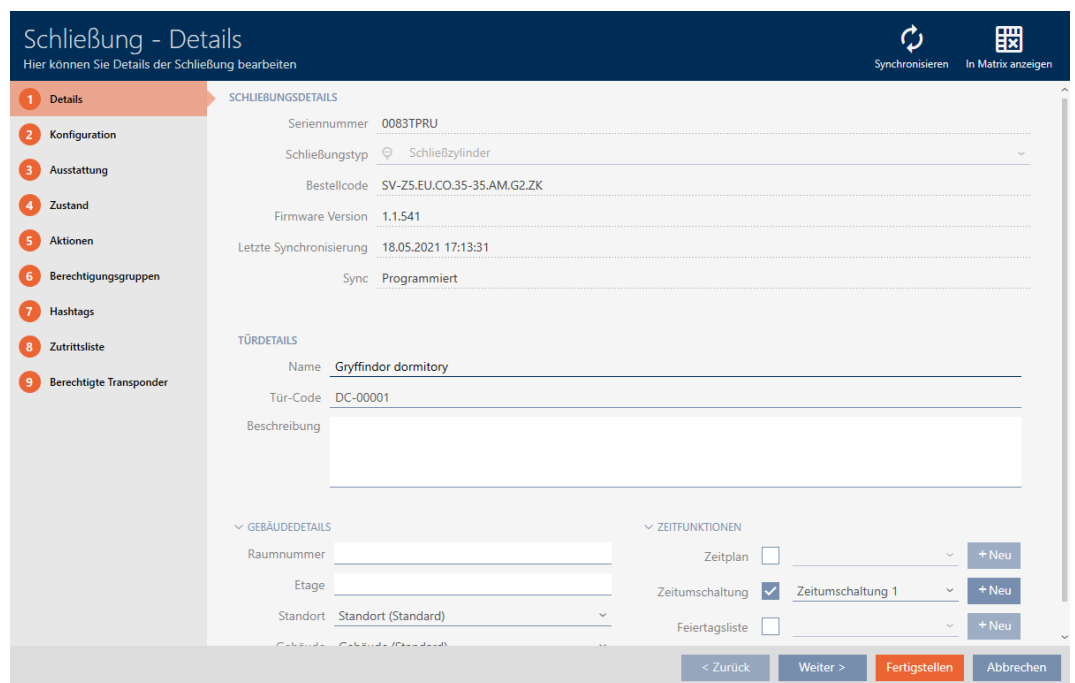 Schließung - Details
Hier können Sie Details der Schließung bearbeiten
Synchronisieren
In Matrix anzeigen
1 Details
2 Konfiguration
3 Ausstattung
4 Zustand
5 Aktionen
6 Berechtigungsgruppen
7 Hashtags
8 Zutrittsliste
9 Berechtigte Transponder
SCHLIEßUNGSDETAILS
Seriennummer 0083TPRU
Schließungstyp Schließzylinder
Bestellcode SV-Z5.EU.CO.35-35.AM.G2.ZK
Firmware Version 1.1.541
Letzte Synchronisierung 18.05.2021 17:13:31
Sync Programmiert
TÜRDETAILS
Name Gryffindor dormitory
Tür-Code DC-00001
Beschreibung
GEBÄUDEDETAILS
Raumnummer
Etage
Standort Standort (Standard)
Gebäude Gebäude (Standard)
ZEITFUNKTIONEN
Zeitplan + Neu
Zeitumschaltung Zeitumschaltung 1 + Neu
Feiertagsliste + Neu
< Zurück
Weiter >
Fertigstellen
Abbrechen